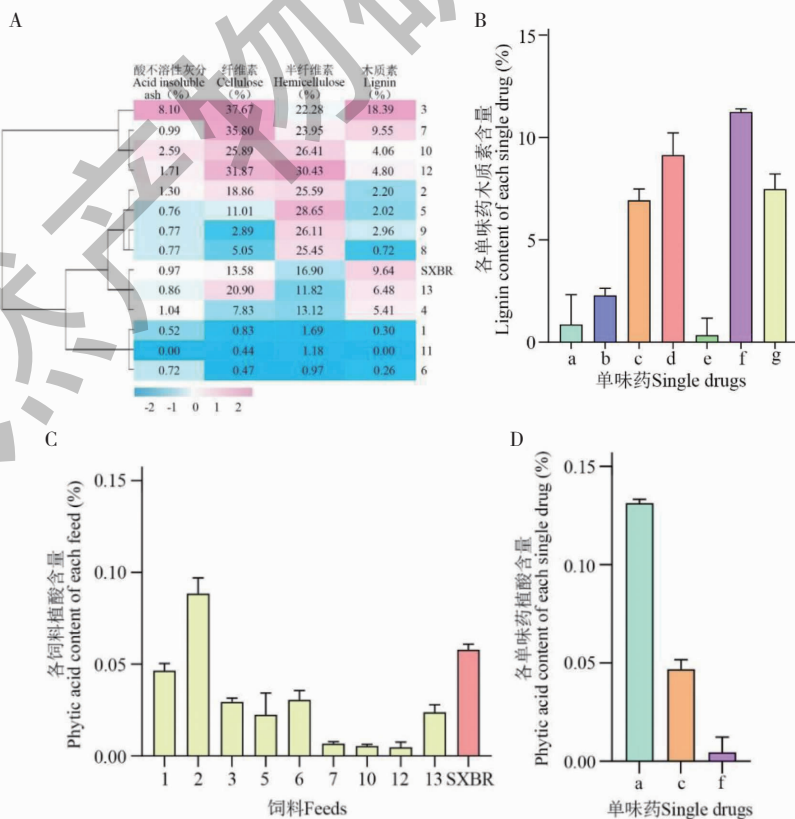 A
酸不溶性灰分 纤维素 半纤维素 木质素
Acid insoluble Cellulose Hemicellulose Lignin
ash（%） （%） （%） （%）
8.10 37.67 22.28 18.39 3
0.99 35.80 23.95 9.55 7
2.59 25.89 26.41 4.06 10
1.71 31.87 30.43 4.80 12
1.30 18.86 25.59 2.20 2
0.76 11.01 28.65 2.02 5
0.77 2.89 26.11 2.96 9
0.77 5.05 25.45 0.72 8
0.97 13.58 16.90 9.64 SXBR
0.86 20.90 11.82 6.48 13
1.04 7.83 13.12 5.41 4
0.52 0.83 1.69 0.30 1
0.00 0.44 1.18 0.00 11
0.72 0.47 0.97 0.26 6
-2 -1 0 1 2
B
各单味药木质素含量
Lignin content of each single drug (%)
15
10
5
0
a b c d e f g
单味药Single drugs
C
各饲料植酸含量
Phytic acid content of each feed (%)
0.15
0.10
0.05
0.00
1 2 3 5 6 7 10 12 13 SXBR
饲料Feeds
D
各单味药植酸含量
Phytic acid content of each single drug (%)
0.15
0.10
0.05
0.00
a c f
单味药Single drugs
然产物研